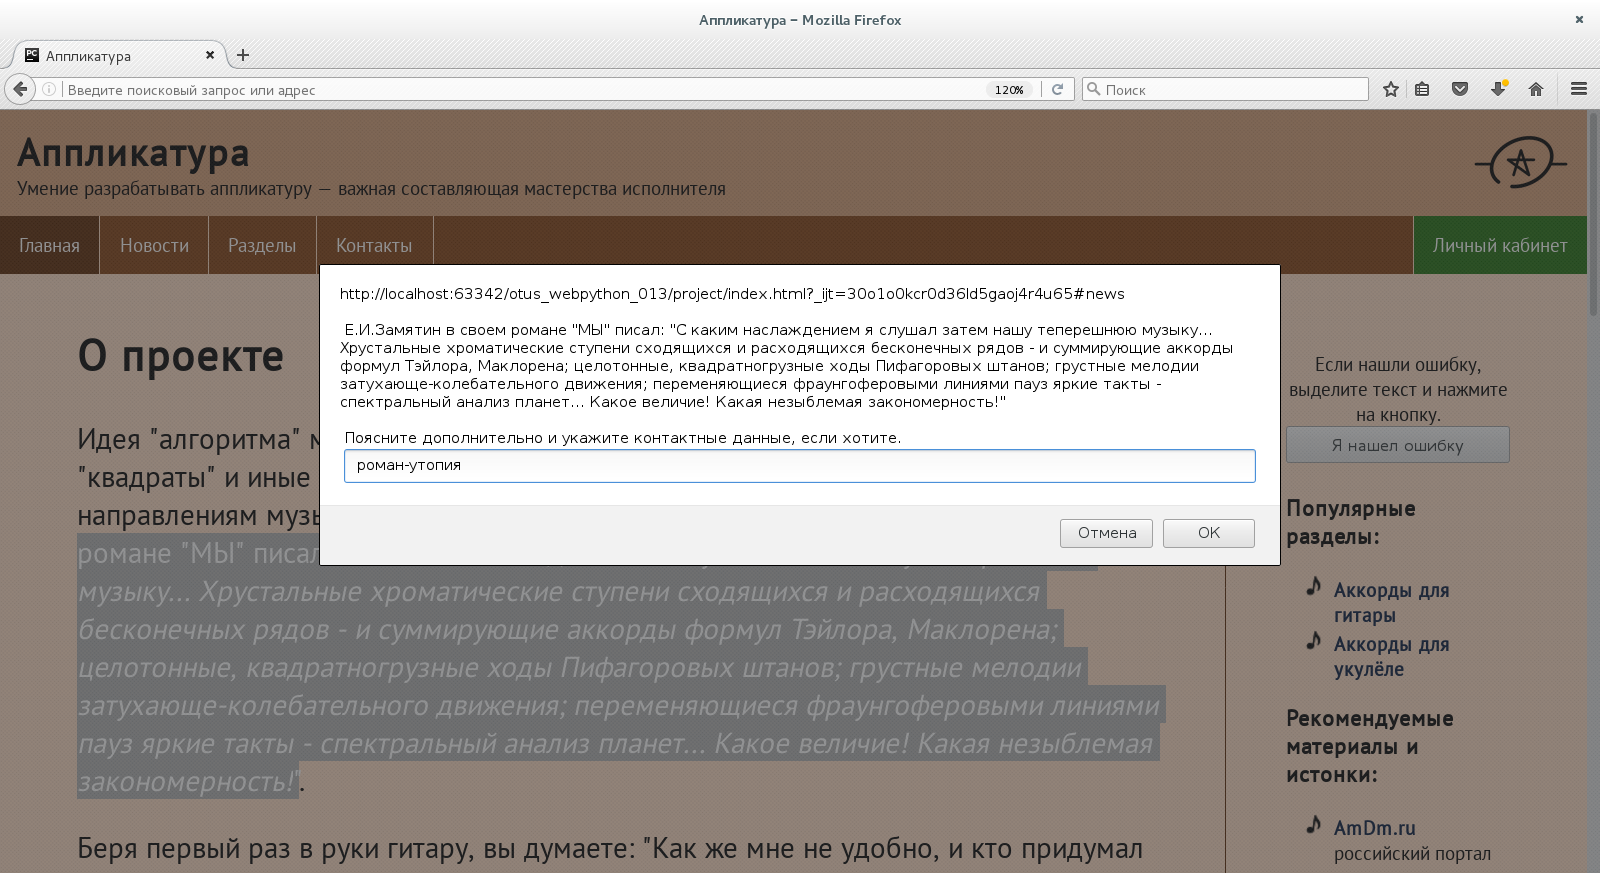 Аппликатура – Mozilla Firefox
PC Аппликатура
Введите поисковый запрос или адрес 120% Поиск
Аппликатура
Умение разрабатывать аппликатуру — важная составляющая мастерства исполнителя
Главная Новости Разделы Контакты Личный кабинет
http://localhost:63342/otus_webpython_013/project/index.html?_ijt=30o1o0kcr0d36ld5gaoj4r4u65#news
Е.И.Замятин в своем романе "МЫ" писал: "С каким наслаждением я слушал затем нашу теперешнюю музыку...
Хрустальные хроматические ступени сходящихся и расходящихся бесконечных рядов - и суммирующие аккорды
формул Тэйлора, Маклорена; целотонные, квадратногрузные ходы Пифагоровых штанов; грустные мелодии
затухающе-колебательного движения; переменяющиеся фраунгоферовыми линиями пауз яркие такты -
спектральный анализ планет... Какое величие! Какая незыблемая закономерность!"
Поясните дополнительно и укажите контактные данные, если хотите.
роман-утопия
Отмена OK
О проекте
Идея "алгоритма" м
"квадраты" и иные
направлениям музы
романе "МЫ" писал
музыку... Хрустальные хроматические ступени сходящихся и расходящихся
бесконечных рядов - и суммирующие аккорды формул Тэйлора, Маклорена;
целотонные, квадратногрузные ходы Пифагоровых штанов; грустные мелодии
затухающе-колебательного движения; переменяющиеся фраунгоферовыми линиями
пауз яркие такты - спектральный анализ планет... Какое величие! Какая незыблемая
закономерность!".
Беря первый раз в руки гитару, вы думаете: "Как же мне не удобно, и кто придумал
Если нашли ошибку,
выделите текст и нажмите
на кнопку.
Я нашел ошибку
Популярные
разделы:
Аккорды для
гитары
Аккорды для
укулёле
Рекомендуемые
материалы и
истонки:
AmDm.ru
российский портал